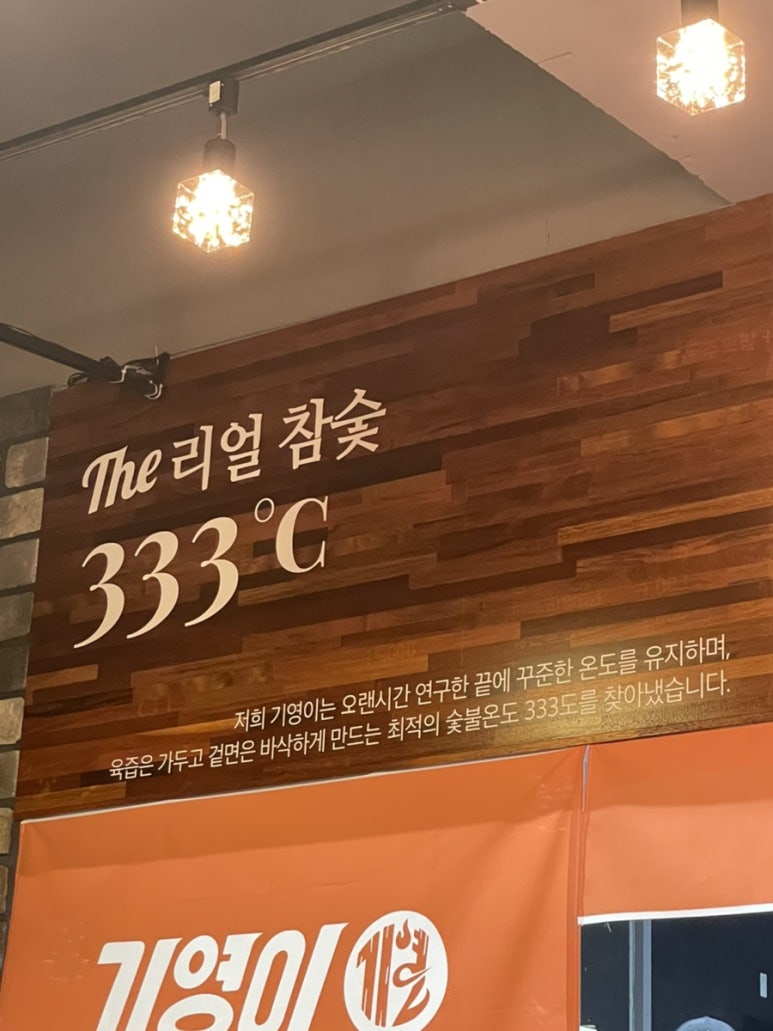 The 리얼 참숯
333°C
저희 기영이는 오랜시간 연구한 끝에 꾸준한 온도를 유지하며,
육즙은 가두고 겉면은 바삭하게 만드는 최적의 숯불온도 333도를 찾아냈습니다.
기영이 기열